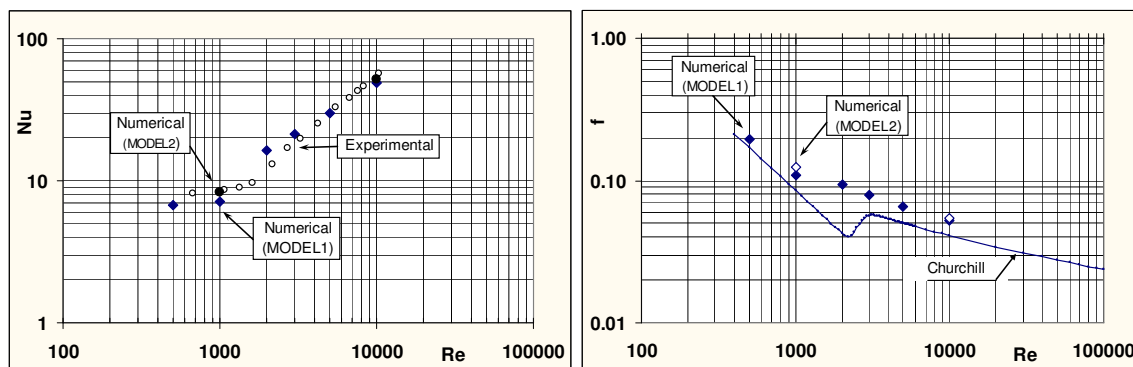 100
10
1
Nu
100
1000
10000
100000
Re
Numerical
(MODEL2)
Experimental
Numerical
(MODEL1)
1.00
0.10
0.01
f
100
1000
10000
100000
Re
Numerical
(MODEL1)
Numerical
(MODEL2)
Churchill